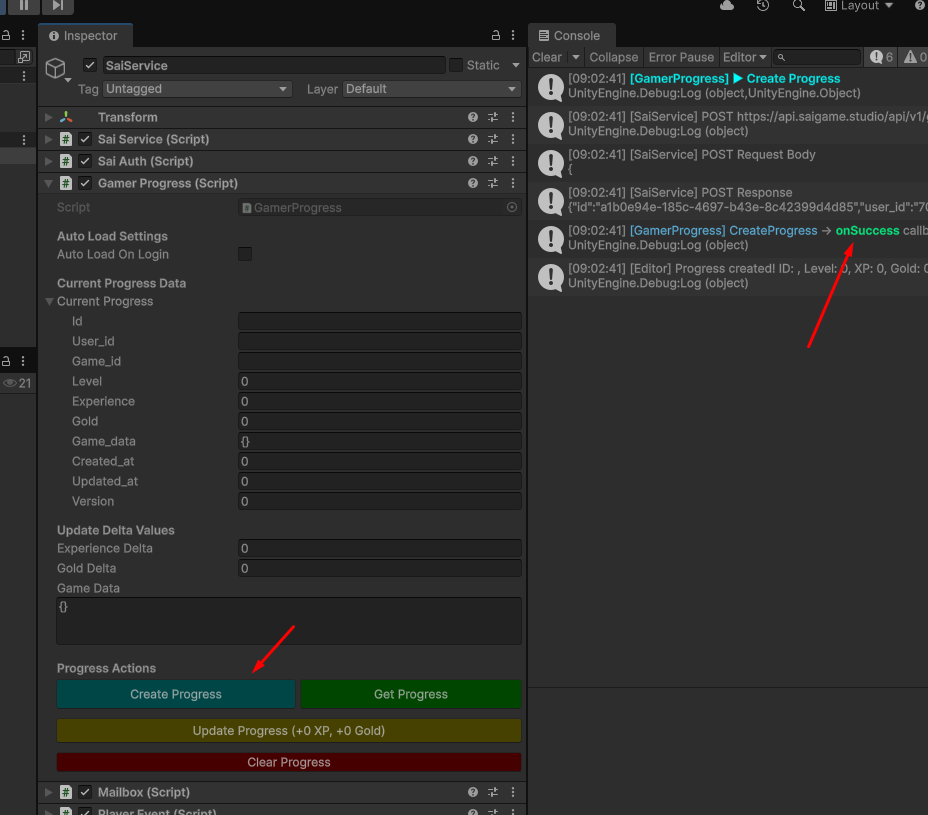 Layout
Inspector
SaiService
Static
Tag Untagged Layer Default
Transform
Sai Service (Script)
Sai Auth (Script)
Gamer Progress (Script)
Script GamerProgress
Auto Load Settings
Auto Load On Login
Current Progress Data
Current Progress
Id
User_id
Game_id
Level 0
Experience 0
Gold 0
Game_data {}
Created_at 0
Updated_at 0
Version 0
Update Delta Values
Experience Delta 0
Gold Delta 0
Game Data
{}
Progress Actions
Create Progress Get Progress
Update Progress (+0 XP, +0 Gold)
Clear Progress
Mailbox (Script)
Player Event (Script)
21
Console
Clear Collapse Error Pause Editor 6 0
[09:02:41] [GamerProgress] ▶ Create Progress
UnityEngine.Debug:Log (object,UnityEngine.Object)
[09:02:41] [SaiService] POST https://api.saigame.studio/api/v1/
UnityEngine.Debug:Log (object)
[09:02:41] [SaiService] POST Request Body
{
[09:02:41] [SaiService] POST Response
{"id":"a1b0e94e-185c-4697-b43e-8c42399d4d85","user_id":"70
[09:02:41] [GamerProgress] CreateProgress → onSuccess callb
UnityEngine.Debug:Log (object)
[09:02:41] [Editor] Progress created! ID: , Level: 0, XP: 0, Gold: 0
UnityEngine.Debug:Log (object)